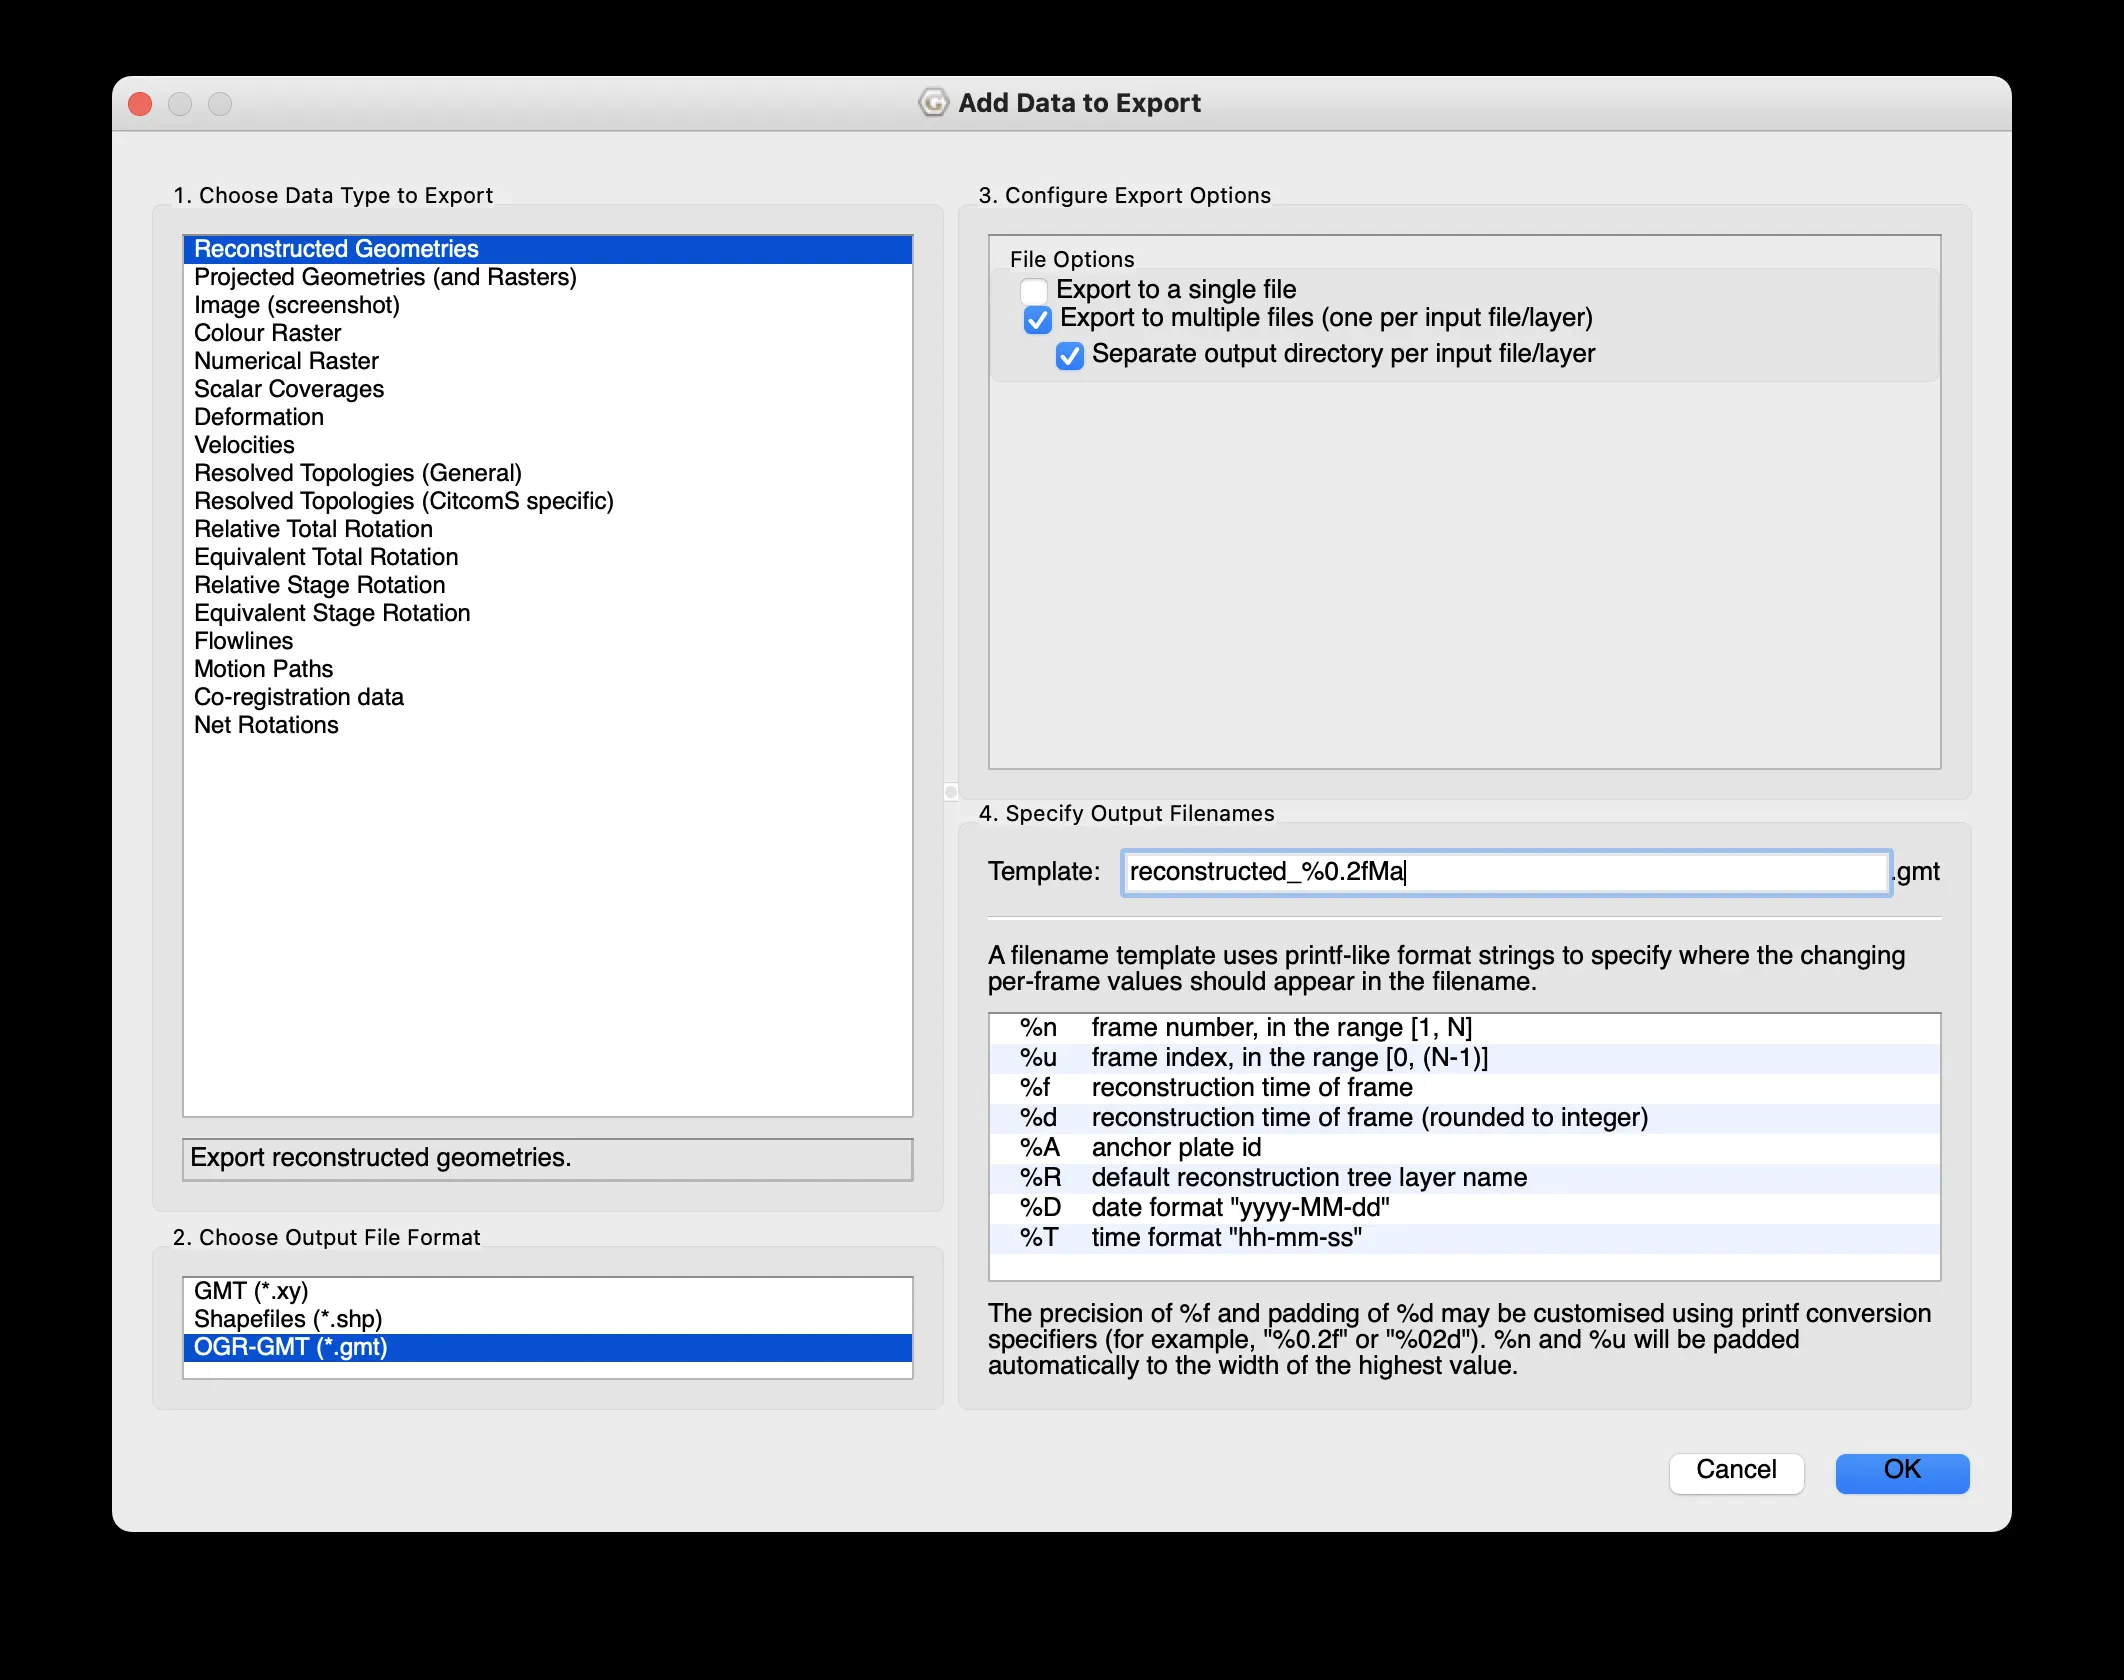 Add Data to Export
1. Choose Data Type to Export
Reconstructed Geometries
Projected Geometries (and Rasters)
Image (screenshot)
Colour Raster
Numerical Raster
Scalar Coverages
Deformation
Velocities
Resolved Topologies (General)
Resolved Topologies (CitcomS specific)
Relative Total Rotation
Equivalent Total Rotation
Relative Stage Rotation
Equivalent Stage Rotation
Flowlines
Motion Paths
Co-registration data
Net Rotations
Export reconstructed geometries.
2. Choose Output File Format
GMT (*.xy)
Shapefiles (*.shp)
OGR-GMT (*.gmt)
3. Configure Export Options
File Options
Export to a single file
Export to multiple files (one per input file/layer)
Separate output directory per input file/layer
4. Specify Output Filenames
Template: reconstructed_%0.2fMa .gmt
A filename template uses printf-like format strings to specify where the changing
per-frame values should appear in the filename.
%n frame number, in the range [1, N]
%u frame index, in the range [0, (N-1)]
%f reconstruction time of frame
%d reconstruction time of frame (rounded to integer)
%A anchor plate id
%R default reconstruction tree layer name
%D date format "yyyy-MM-dd"
%T time format "hh-mm-ss"
The precision of %f and padding of %d may be customised using printf conversion
specifiers (for example, "%0.2f" or "%02d"). %n and %u will be padded
automatically to the width of the highest value.
Cancel OK